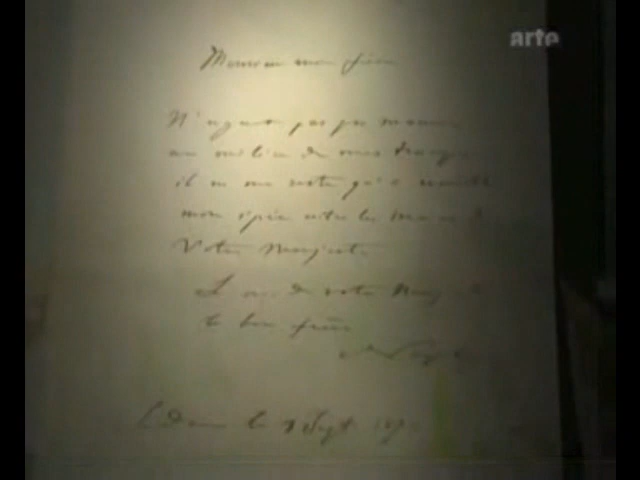 arte
Monsieur mon frère
N'ayant pas pu mourir
au milieu de mes troupes
il ne me reste qu'à remettre
mon épée entre les mains de
Votre Majesté
Je suis de Votre Majesté
le bon frère
Napoléon
Sedan le 1 Sept 1870